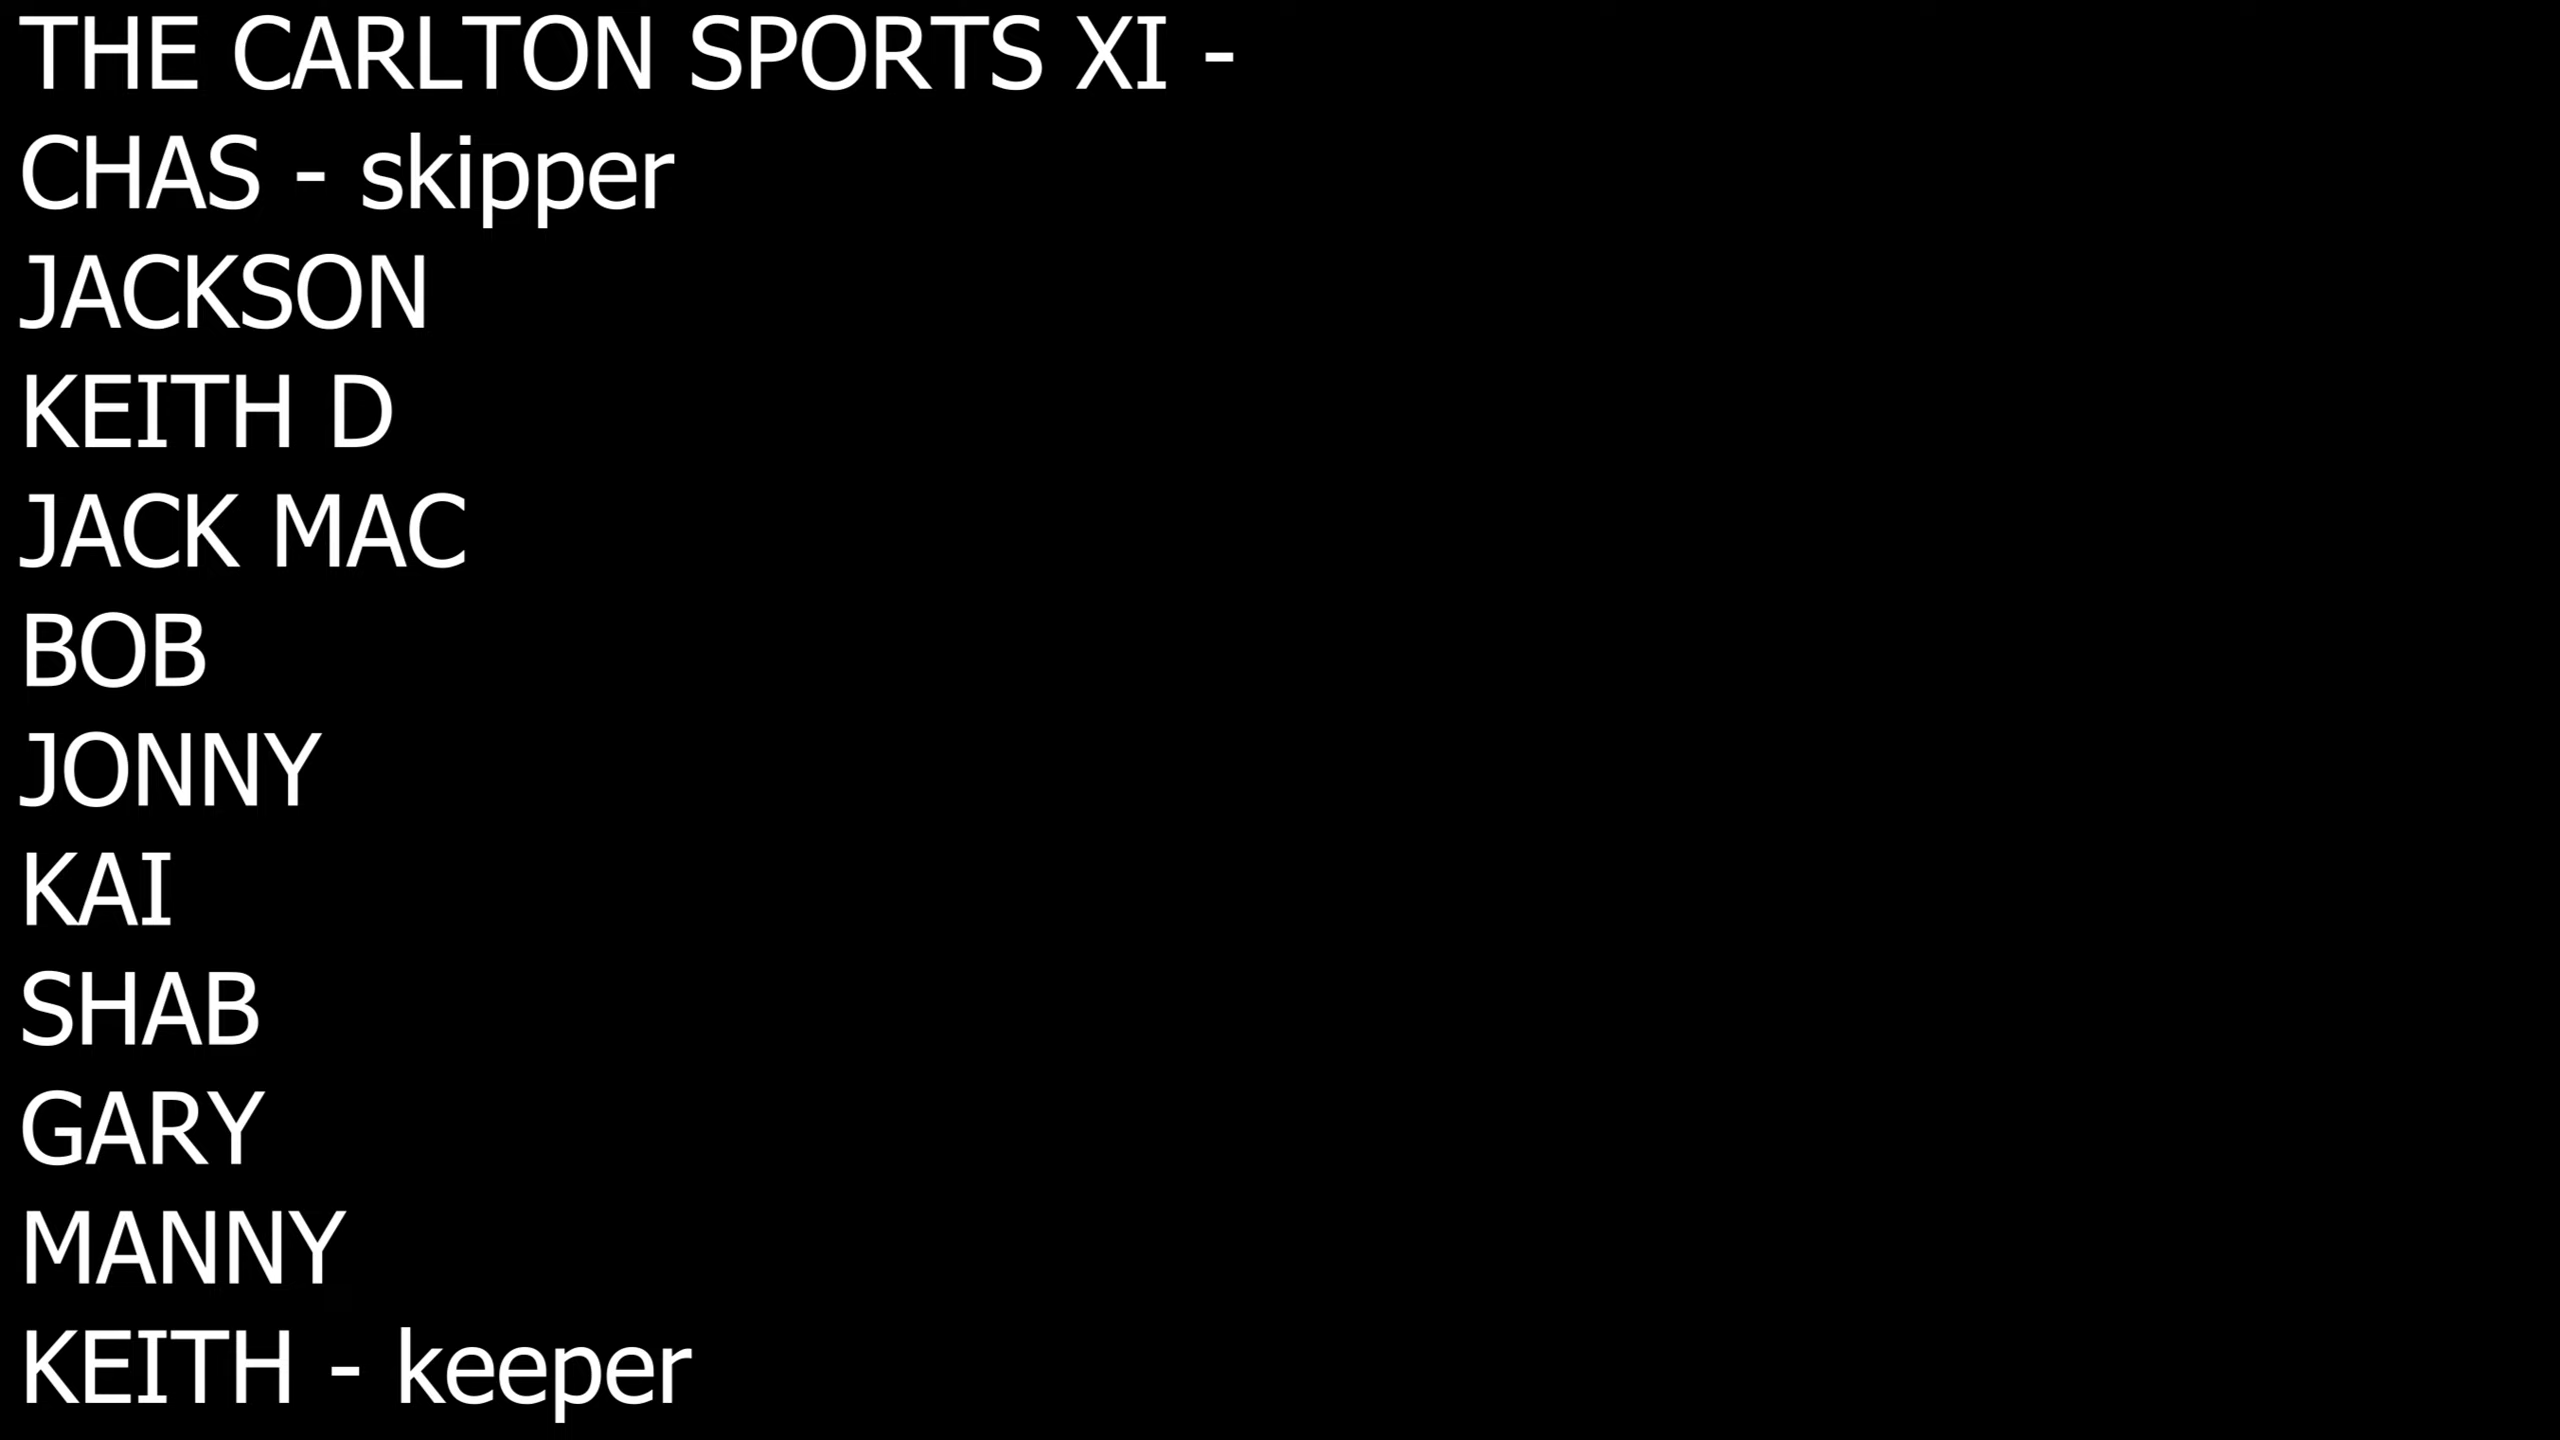 THE CARLTON SPORTS XI -
CHAS - skipper
JACKSON
KEITH D
JACK MAC
BOB
JONNY
KAI
SHAB
GARY
MANNY
KEITH - keeper